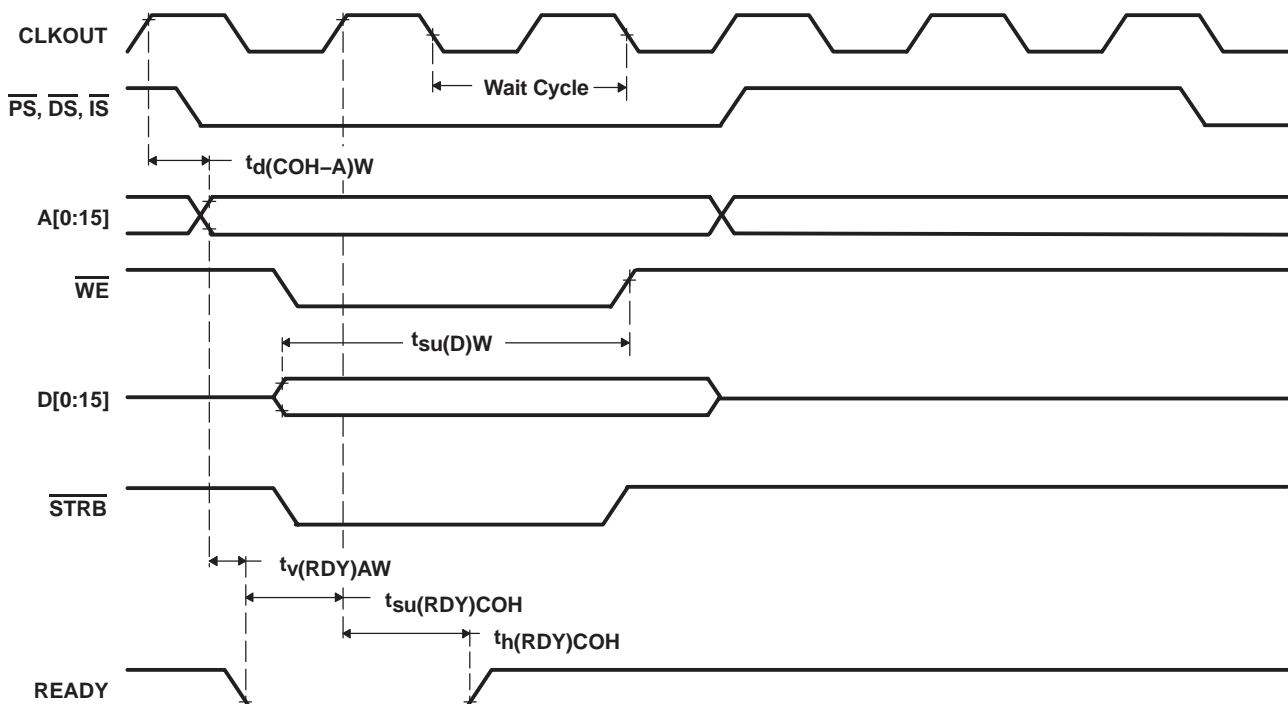 CLKOUT
Wait Cycle
PS, DS, IS
td(COH–A)W
A[0:15]
WE
tsu(D)W
D[0:15]
STRB
tv(RDY)AW
tsu(RDY)COH
th(RDY)COH
READY